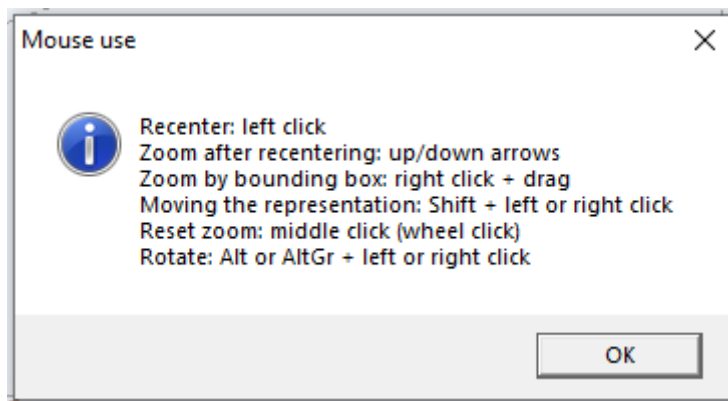 Mouse use
Recenter: left click
Zoom after recentering: up/down arrows
Zoom by bounding box: right click + drag
Moving the representation: Shift + left or right click
Reset zoom: middle click (wheel click)
Rotate: Alt or AltGr + left or right click
OK